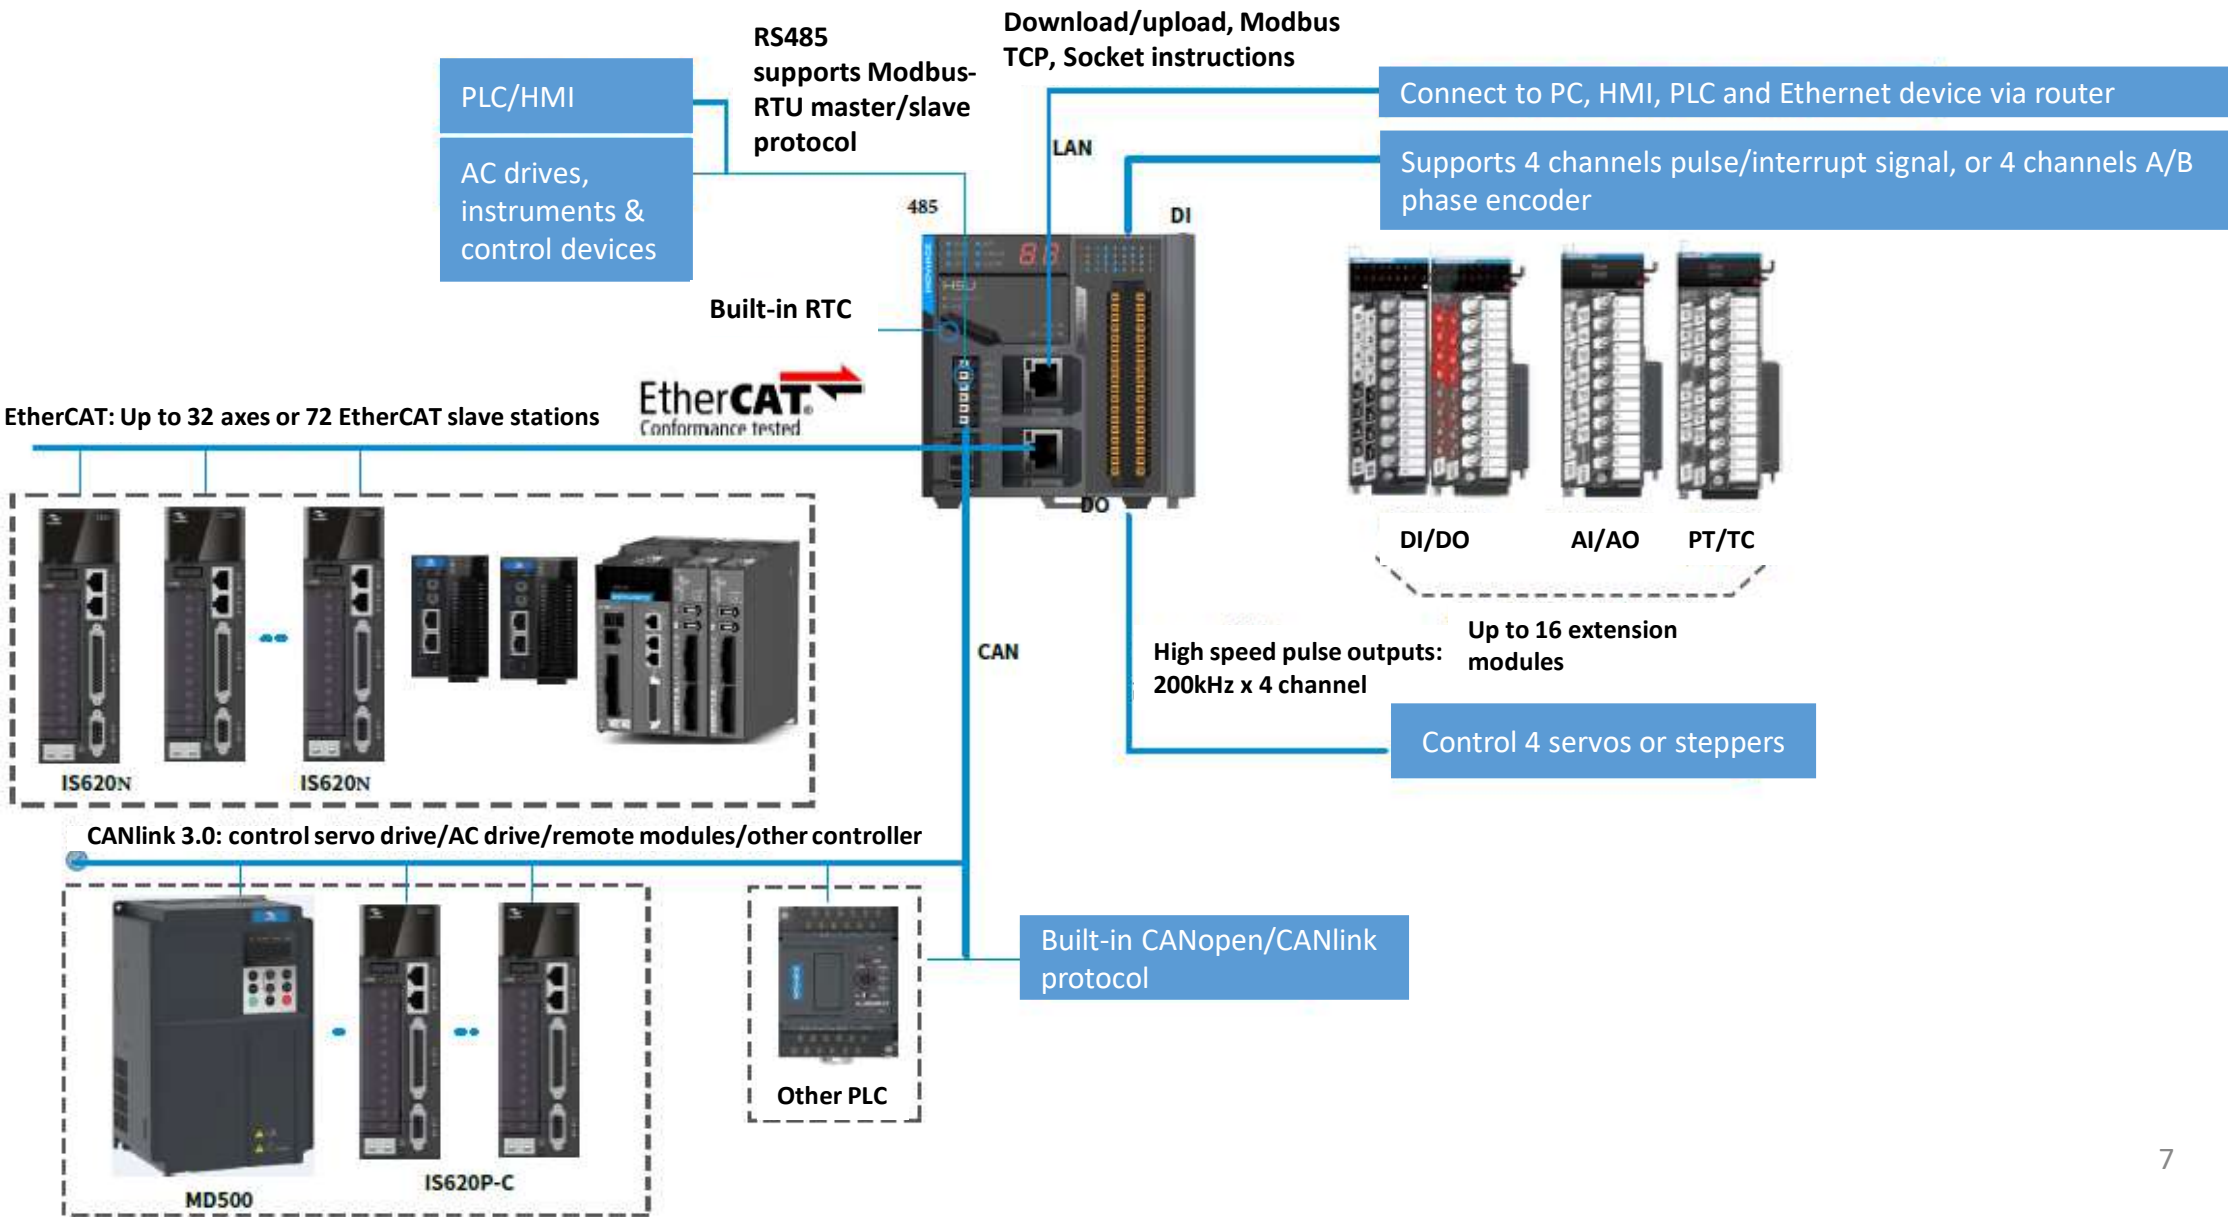 Download/upload, Modbus
TCP, Socket instructions
RS485
supports Modbus-
RTU master/slave
protocol
PLC/HMI
AC drives,
instruments &
control devices
Connect to PC, HMI, PLC and Ethernet device via router
LAN
Supports 4 channels pulse/interrupt signal, or 4 channels A/B
phase encoder
485
DI
H5U
Built-in RTC
EtherCAT®
Conformance tested
EtherCAT: Up to 32 axes or 72 EtherCAT slave stations
DO
DI/DO
AI/AO
PT/TC
Up to 16 extension
modules
High speed pulse outputs:
200kHz x 4 channel
CAN
Control 4 servos or steppers
IS620N
IS620N
CANlink 3.0: control servo drive/AC drive/remote modules/other controller
Built-in CANopen/CANlink
protocol
Other PLC
MD500
IS620P-C
7